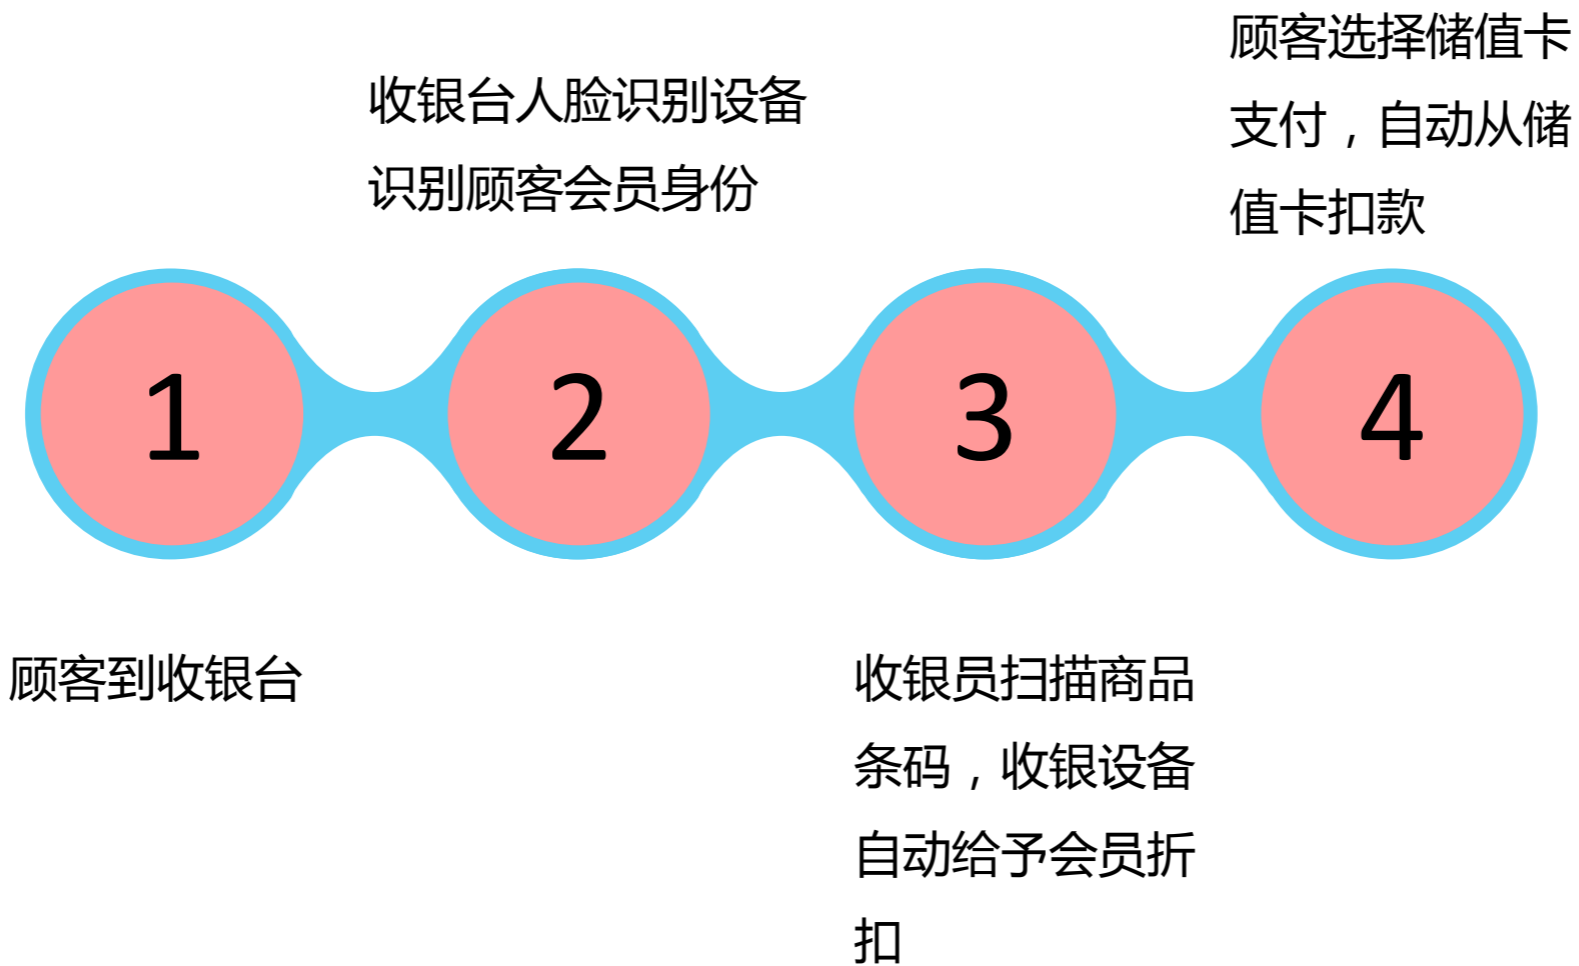 顾客选择储值卡
支付，自动从储
值卡扣款
收银台人脸识别设备
识别顾客会员身份
1
2
3
4
顾客到收银台
收银员扫描商品
条码，收银设备
自动给予会员折
扣